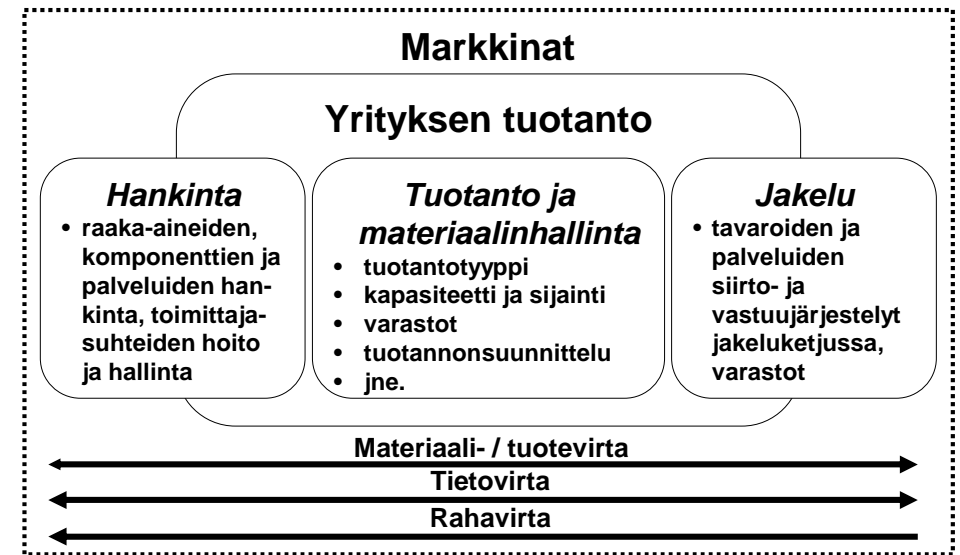 Markkinat
Yrityksen tuotanto
Hankinta
• raaka-aineiden,
komponenttien ja
palveluiden han-
kinta, toimittaja-
suhteiden hoito
ja hallinta
Tuotanto ja
materiaalinhallinta
• tuotantotyyppi
• kapasiteetti ja sijainti
• varastot
• tuotannonsuunnittelu
• jne.
Jakelu
• tavaroiden ja
palveluiden
siirto- ja
vastuujärjestelyt
jakeluketjussa,
varastot
Materiaali- / tuotevirta
Tietovirta
Rahavirta